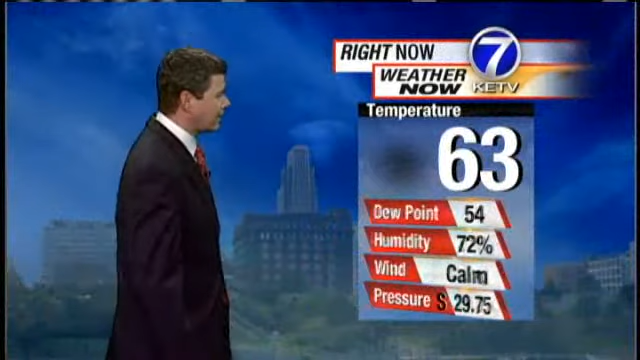 RIGHT NOW
7
WEATHER
NOW
KETV
Temperature
63
Dew Point 54
Humidity 72%
Wind Calm
Pressure S 29.75